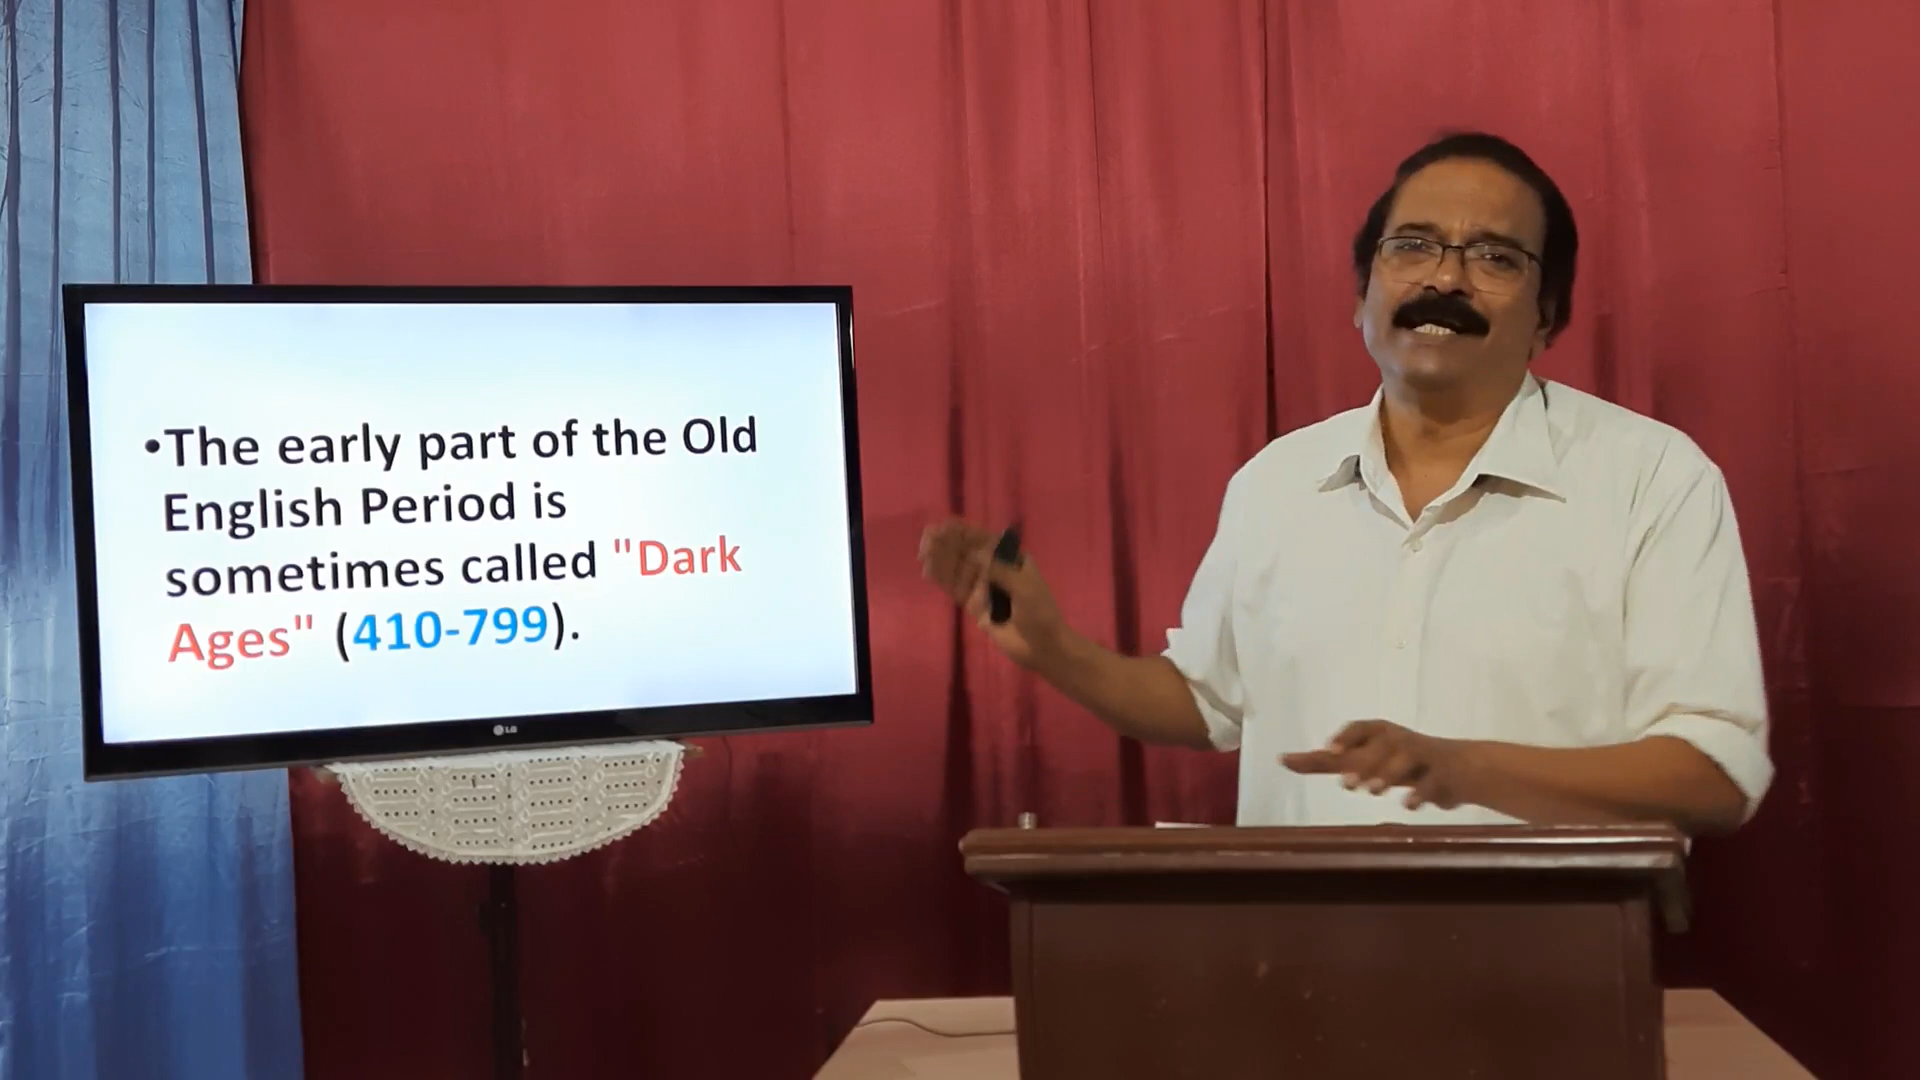 •The early part of the Old
English Period is
sometimes called "Dark
Ages" (410-799).
LG